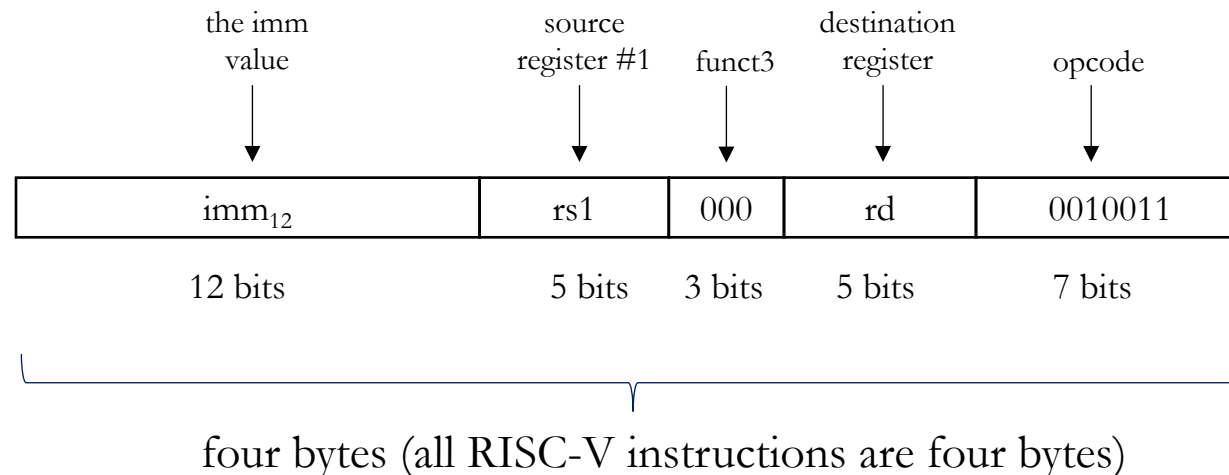 the imm value
source register #1
funct3
destination register
opcode
imm₁₂ rs1 000 rd 0010011
12 bits 5 bits 3 bits 5 bits 7 bits
four bytes (all RISC-V instructions are four bytes)